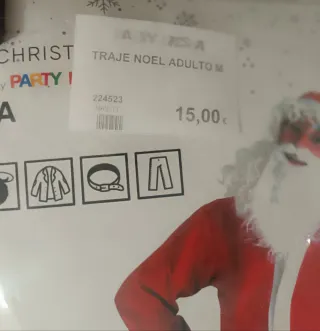 CHRIST
TRAJE NOEL ADULTO M
y PARTY
224523
15,00€
A